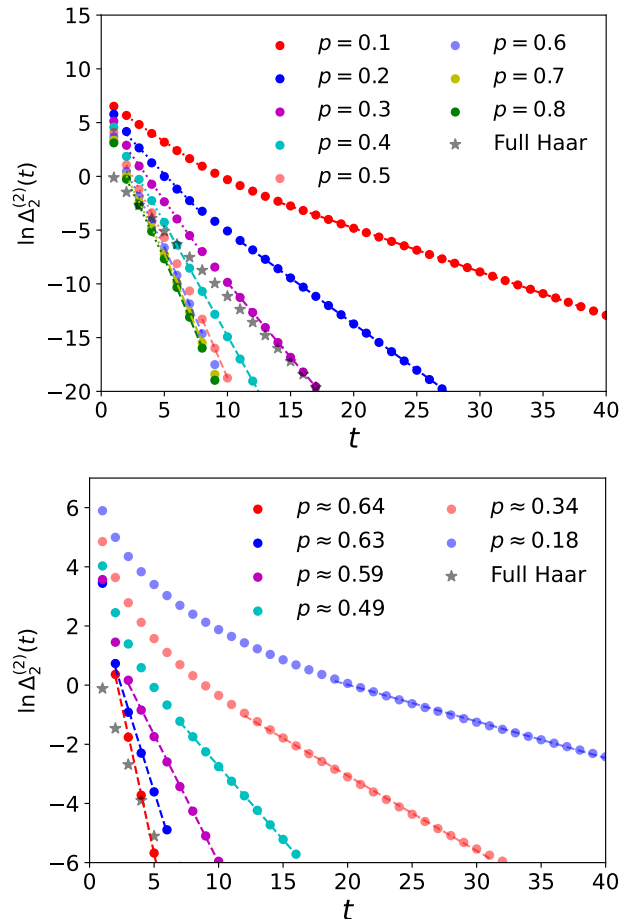 ln Δ₂⁽²⁾(t)
15
10
5
0
−5
−10
−15
−20
p = 0.1
p = 0.2
p = 0.3
p = 0.4
p = 0.5
p = 0.6
p = 0.7
p = 0.8
Full Haar
0 5 10 15 20 25 30 35 40
t
ln Δ₂⁽²⁾(t)
6
4
2
0
−2
−4
−6
p ≈ 0.64
p ≈ 0.63
p ≈ 0.59
p ≈ 0.49
p ≈ 0.34
p ≈ 0.18
Full Haar
0 5 10 15 20 25 30 35 40
t